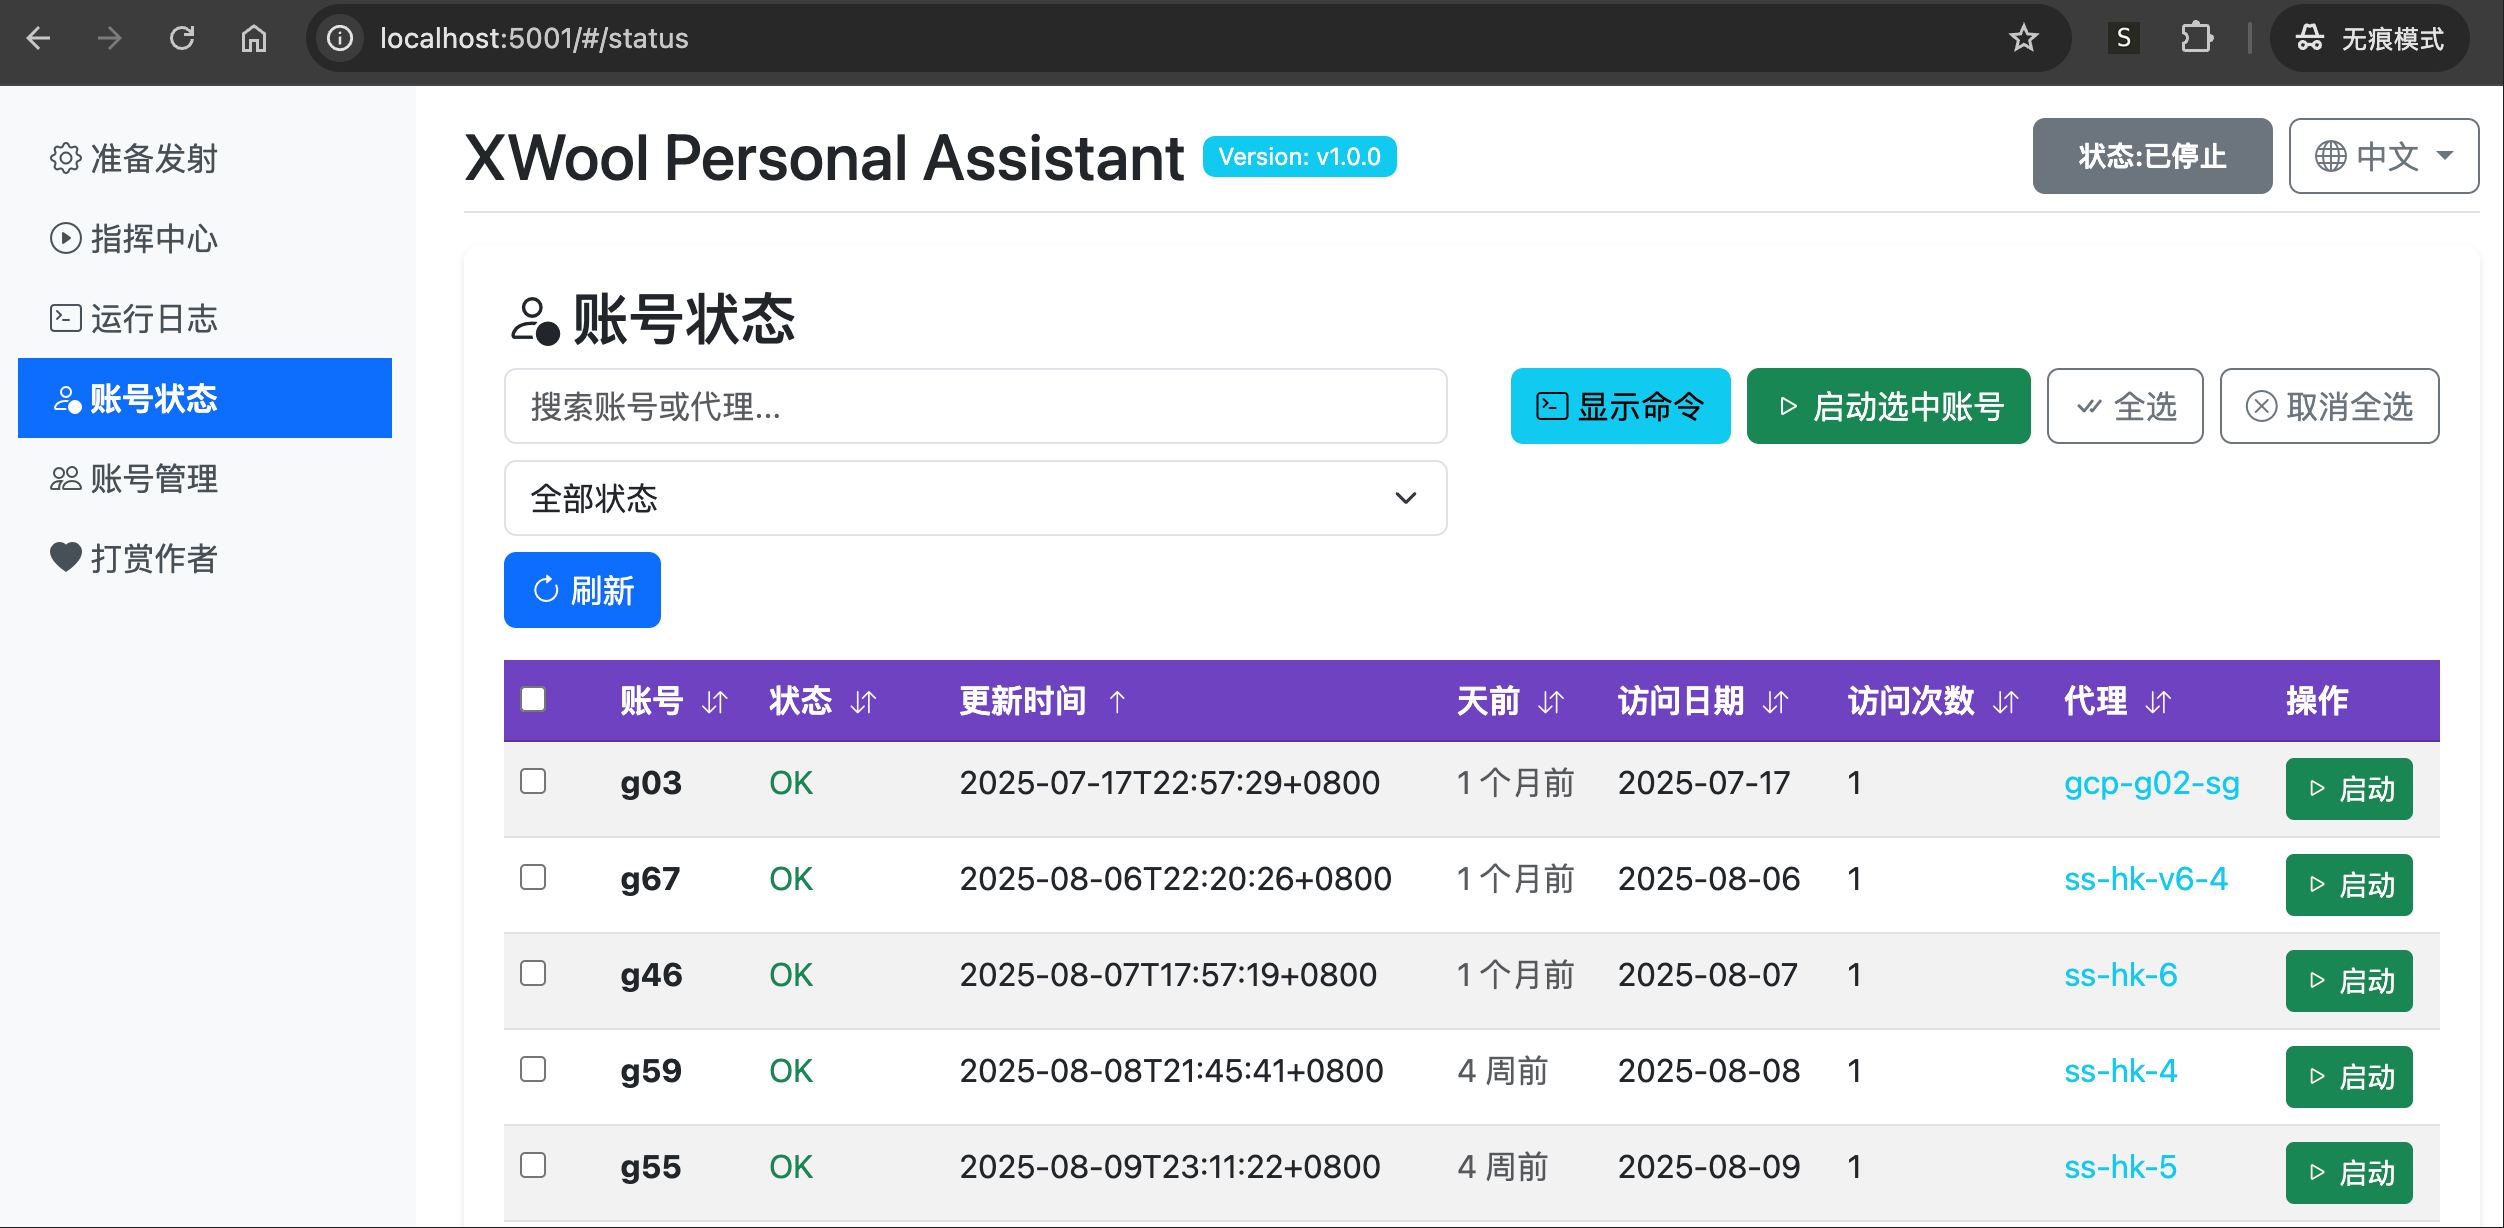 localhost:5001/#/status
S
无痕模式
准备发射
指挥中心
运行日志
账号状态
账号管理
打赏作者
XWool Personal Assistant
Version: v1.0.0
状态:已停止
中文
账号状态
搜索账号或代理...
显示命令
启动选中账号
全选
取消全选
全部状态
刷新
账号 状态 更新时间 天前 访问日期 访问次数 代理 操作
g03 OK 2025-07-17T22:57:29+0800 1 个月前 2025-07-17 1 gcp-g02-sg 启动
g67 OK 2025-08-06T22:20:26+0800 1 个月前 2025-08-06 1 ss-hk-v6-4 启动
g46 OK 2025-08-07T17:57:19+0800 1 个月前 2025-08-07 1 ss-hk-6 启动
g59 OK 2025-08-08T21:45:41+0800 4 周前 2025-08-08 1 ss-hk-4 启动
g55 OK 2025-08-09T23:11:22+0800 4 周前 2025-08-09 1 ss-hk-5 启动